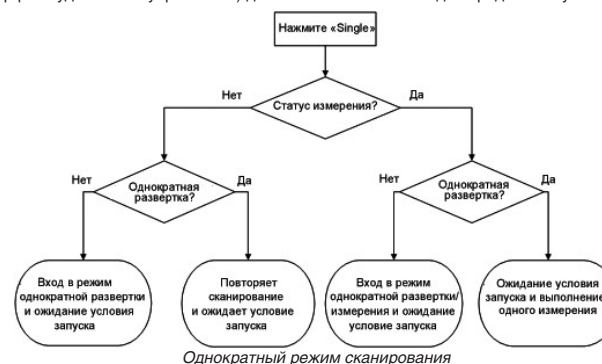 Нажмите «Single»
Статус измерения?
Нет
Да
Однократная
развертка?
Нет
Да
Однократная
развертка?
Нет
Да
Вход в режим
однократной развертки
и ожидание условия
запуска
Повторяет
сканирование
и ожидает условие
запуска
Вход в режим
однократной развертки/
измерения и ожидание
условие запуска
Ожидание условия
запуска и выполнение
одного измерения
Однократный режим сканирования